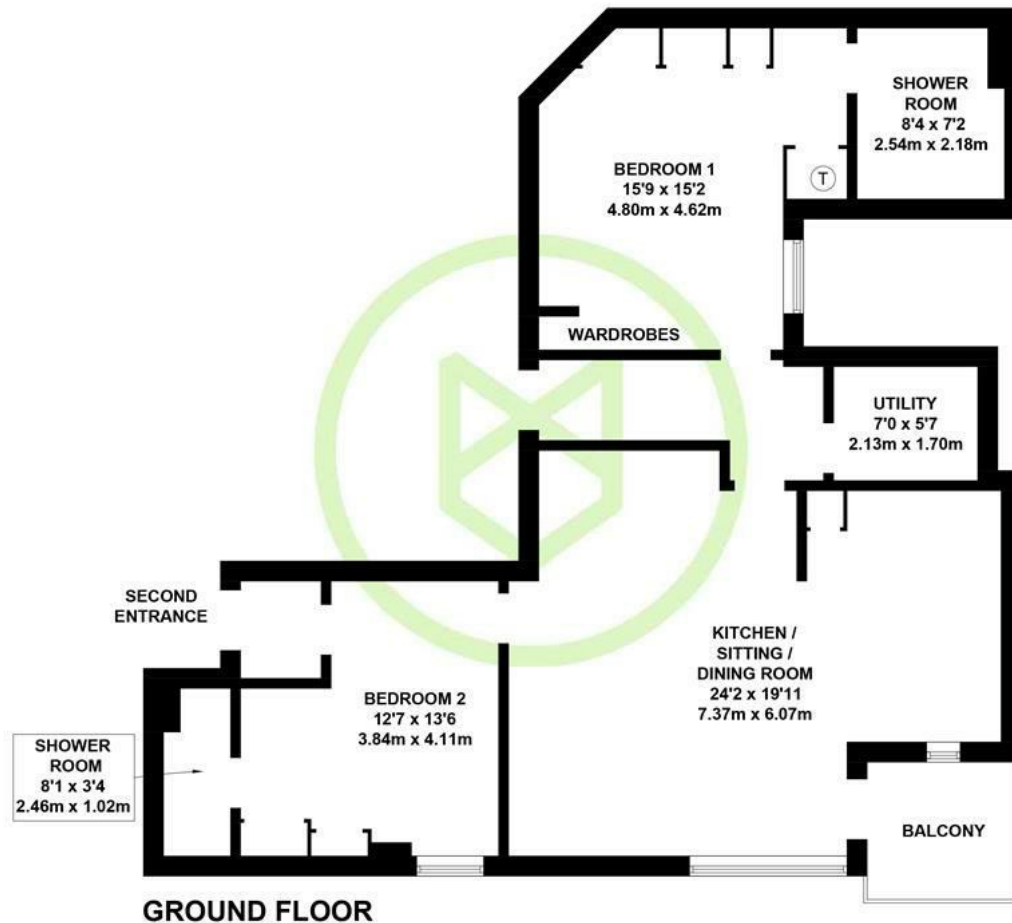 SHOWER
ROOM
8'4 x 7'2
2.54m x 2.18m
BEDROOM 1
15'9 x 15'2
4.80m x 4.62m
T
WARDROBES
UTILITY
7'0 x 5'7
2.13m x 1.70m
SECOND
ENTRANCE
KITCHEN /
SITTING /
DINING ROOM
24'2 x 19'11
7.37m x 6.07m
BEDROOM 2
12'7 x 13'6
3.84m x 4.11m
SHOWER
ROOM
8'1 x 3'4
2.46m x 1.02m
BALCONY
GROUND FLOOR